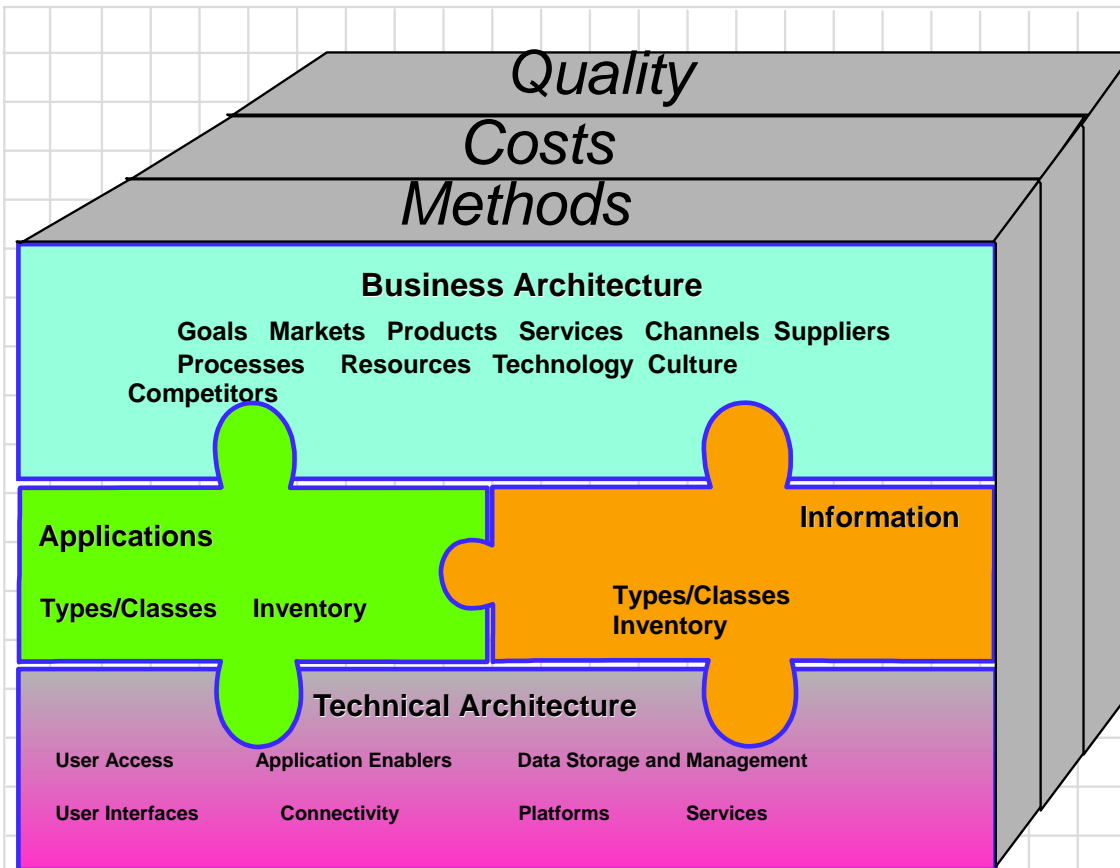 Quality
Costs
Methods
Business Architecture
Goals Markets Products Services Channels Suppliers
Processes Resources Technology Culture
Competitors
Applications
Types/Classes Inventory
Information
Types/Classes
Inventory
Technical Architecture
User Access Application Enablers Data Storage and Management
User Interfaces Connectivity Platforms Services